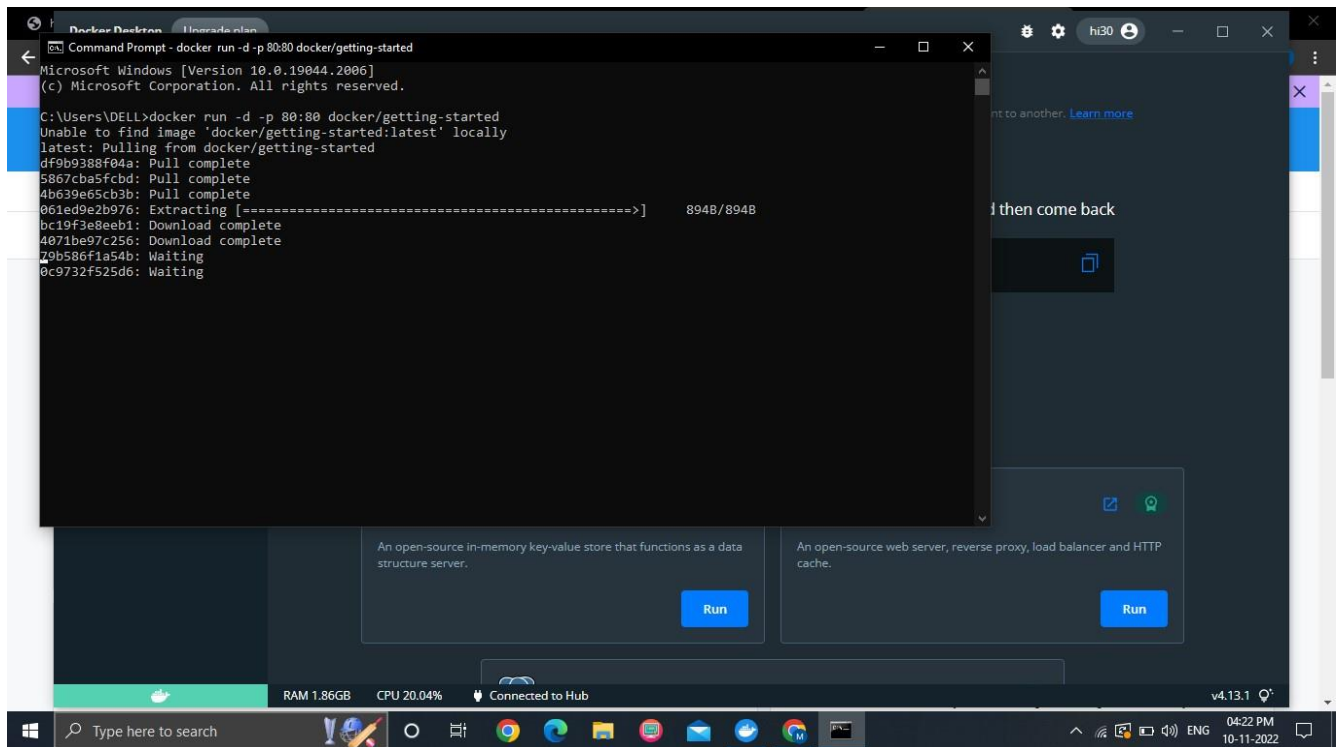 Docker Desktop Upgrade plan
hi30
Command Prompt - docker run -d -p 80:80 docker/getting-started
Microsoft Windows [Version 10.0.19044.2006]
(c) Microsoft Corporation. All rights reserved.
C:\Users\DELL>docker run -d -p 80:80 docker/getting-started
Unable to find image 'docker/getting-started:latest' locally
latest: Pulling from docker/getting-started
df9b9388f04a: Pull complete
5867cba5fcbd: Pull complete
4b639e65cb3b: Pull complete
061ed9e2b976: Extracting [==================================================>] 894B/894B
bc19f3e8eeb1: Download complete
4071be97c256: Download complete
79b586f1a54b: Waiting
0c9732f525d6: Waiting
to another. Learn more
then come back
An open-source in-memory key-value store that functions as a data
structure server.
Run
An open-source web server, reverse proxy, load balancer and HTTP
cache.
Run
RAM 1.86GB CPU 20.04% Connected to Hub
v4.13.1
Type here to search
ENG
04:22 PM
10-11-2022